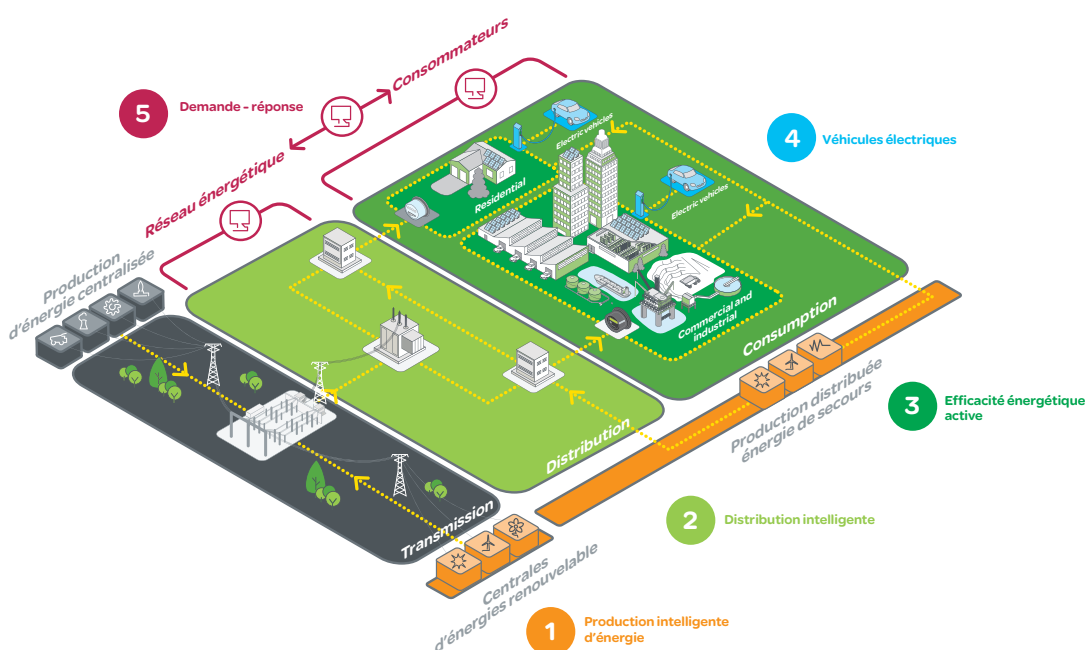 Consommateurs
5
Demande - réponse
Réseau énergétique
4
Véhicules électriques
Electric vehicles
Residential
Electric vehicles
Production
d'énergie centralisée
Commercial and
industrial
Consumption
Production distribuée
énergie de secours
3
Efficacité énergétique
active
Distribution
2
Distribution intelligente
Transmission
Centrales
d'énergies renouvelable
1
Production intelligente
d'énergie